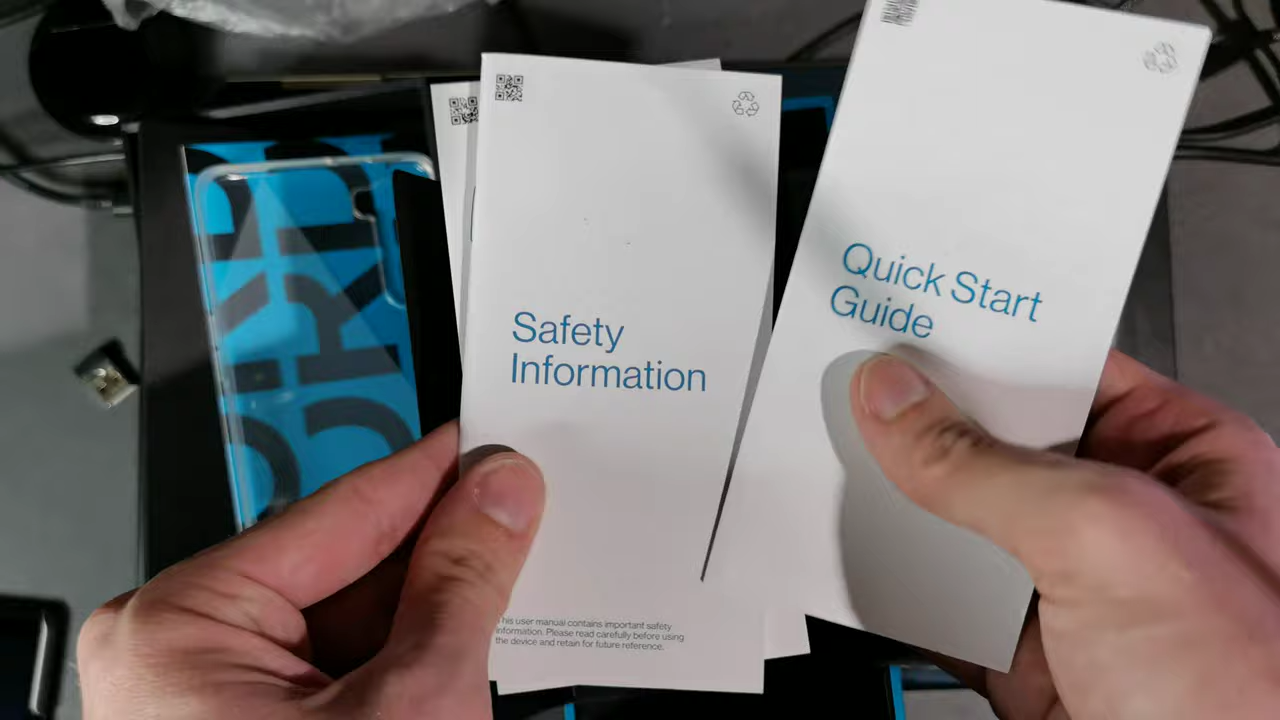 Safety
Information
This user manual contains important safety
information. Please read carefully before using
the device and retain for future reference.
Quick Start
Guide